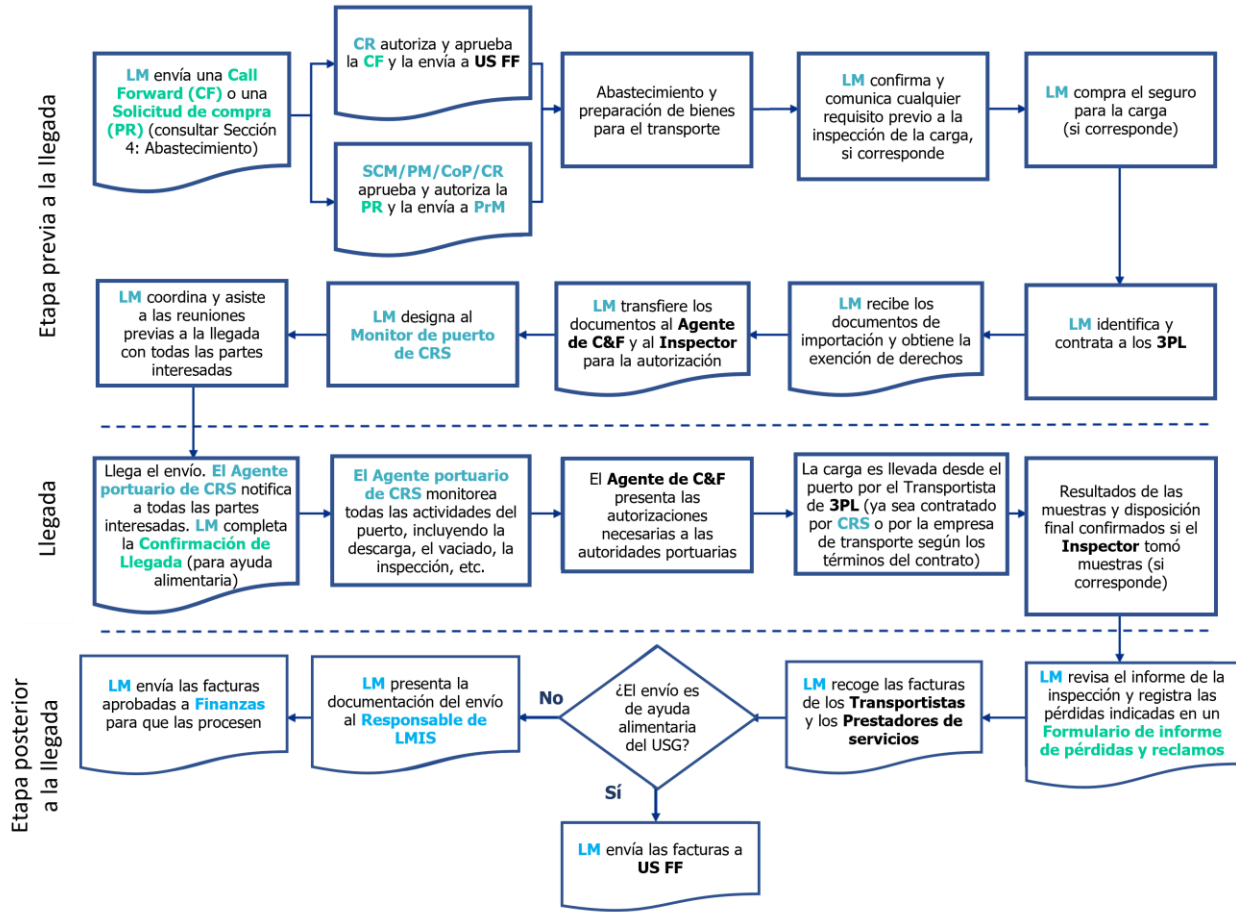 Etapa previa a la llegada
LM envía una Call
Forward (CF) o una
Solicitud de compra
(PR) (consultar Sección
4: Abastecimiento)
CR autoriza y aprueba
la CF y la envía a US FF
SCM/PM/CoP/CR
aprueba y autoriza la
PR y la envía a PrM
Abastecimiento y
preparación de bienes
para el transporte
LM confirma y
comunica cualquier
requisito previo a la
inspección de la carga,
si corresponde
LM compra el seguro
para la carga
(si corresponde)
LM identifica y
contrata a los 3PL
LM recibe los
documentos de
importación y obtiene la
exención de derechos
LM transfiere los
documentos al Agente
de C&F y al Inspector
para la autorización
LM designa al
Monitor de puerto
de CRS
LM coordina y asiste
a las reuniones
previas a la llegada
con todas las partes
interesadas
Llegada
Llega el envío. El Agente
portuario de CRS notifica
a todas las partes
interesadas. LM completa
la Confirmación de
Llegada (para ayuda
alimentaria)
El Agente portuario
de CRS monitorea
todas las actividades del
puerto, incluyendo la
descarga, el vaciado, la
inspección, etc.
El Agente de C&F
presenta las
autorizaciones
necesarias a las
autoridades portuarias
La carga es llevada desde el
puerto por el Transportista
de 3PL (ya sea contratado
por CRS o por la empresa
de transporte según los
términos del contrato)
Resultados de las
muestras y disposición
final confirmados si el
Inspector tomó
muestras (si
corresponde)
Etapa posterior
a la llegada
LM revisa el informe de la
inspección y registra las
pérdidas indicadas en un
Formulario de informe
de pérdidas y reclamos
LM recoge las facturas
de los Transportistas
y los Prestadores de
servicios
¿El envío es
de ayuda
alimentaria
del USG?
No
LM presenta la
documentación del envío
al Responsable de
LMIS
LM envía las facturas
aprobadas a Finanzas
para que las procesen
Sí
LM envía las facturas a
US FF